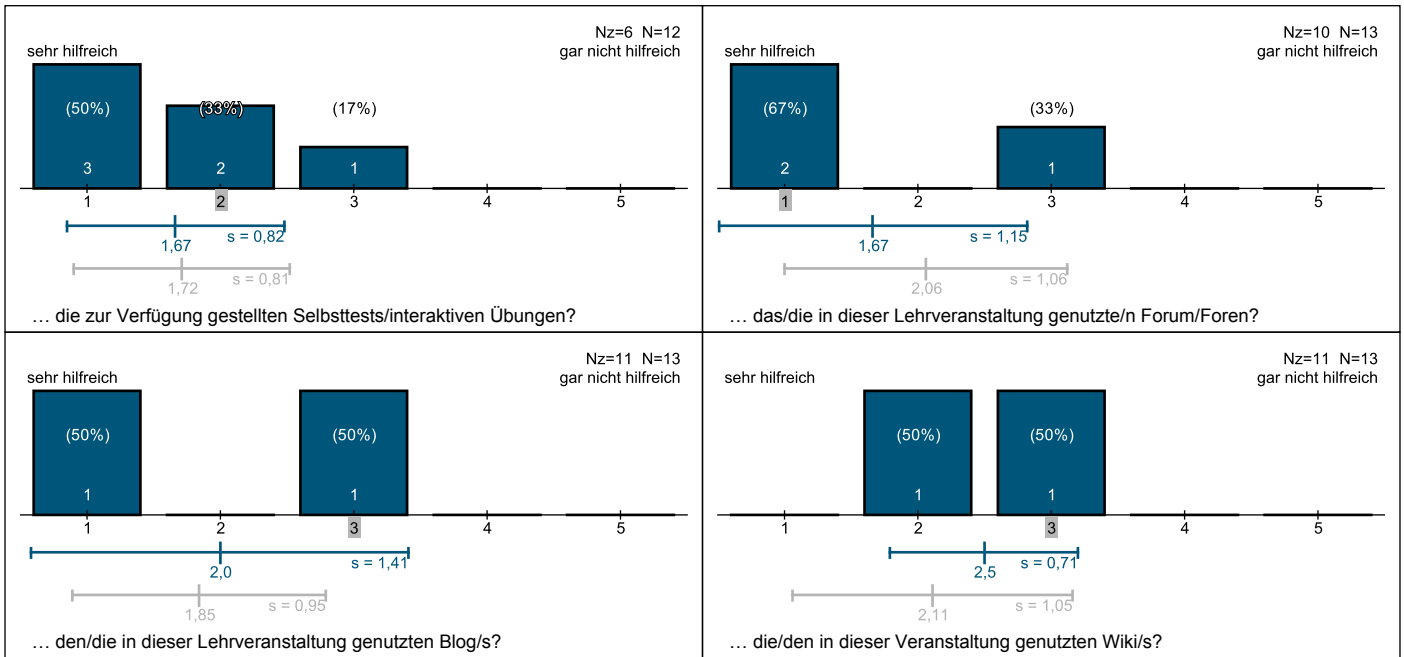 Nz=6 N=12
sehr hilfreich gar nicht hilfreich
(50%) (33%) (17%)
3 2 1
1 2 3 4 5
1,67 s = 0,82
1,72 s = 0,81
… die zur Verfügung gestellten Selbsttests/interaktiven Übungen?
Nz=10 N=13
sehr hilfreich gar nicht hilfreich
(67%) (33%)
2 1
1 2 3 4 5
1,67 s = 1,15
2,06 s = 1,06
… das/die in dieser Lehrveranstaltung genutzte/n Forum/Foren?
Nz=11 N=13
sehr hilfreich gar nicht hilfreich
(50%) (50%)
1 1
1 2 3 4 5
2,0 s = 1,41
1,85 s = 0,95
… den/die in dieser Lehrveranstaltung genutzten Blog/s?
Nz=11 N=13
sehr hilfreich gar nicht hilfreich
(50%) (50%)
1 1
1 2 3 4 5
2,5 s = 0,71
2,11 s = 1,05
… die/den in dieser Veranstaltung genutzten Wiki/s?